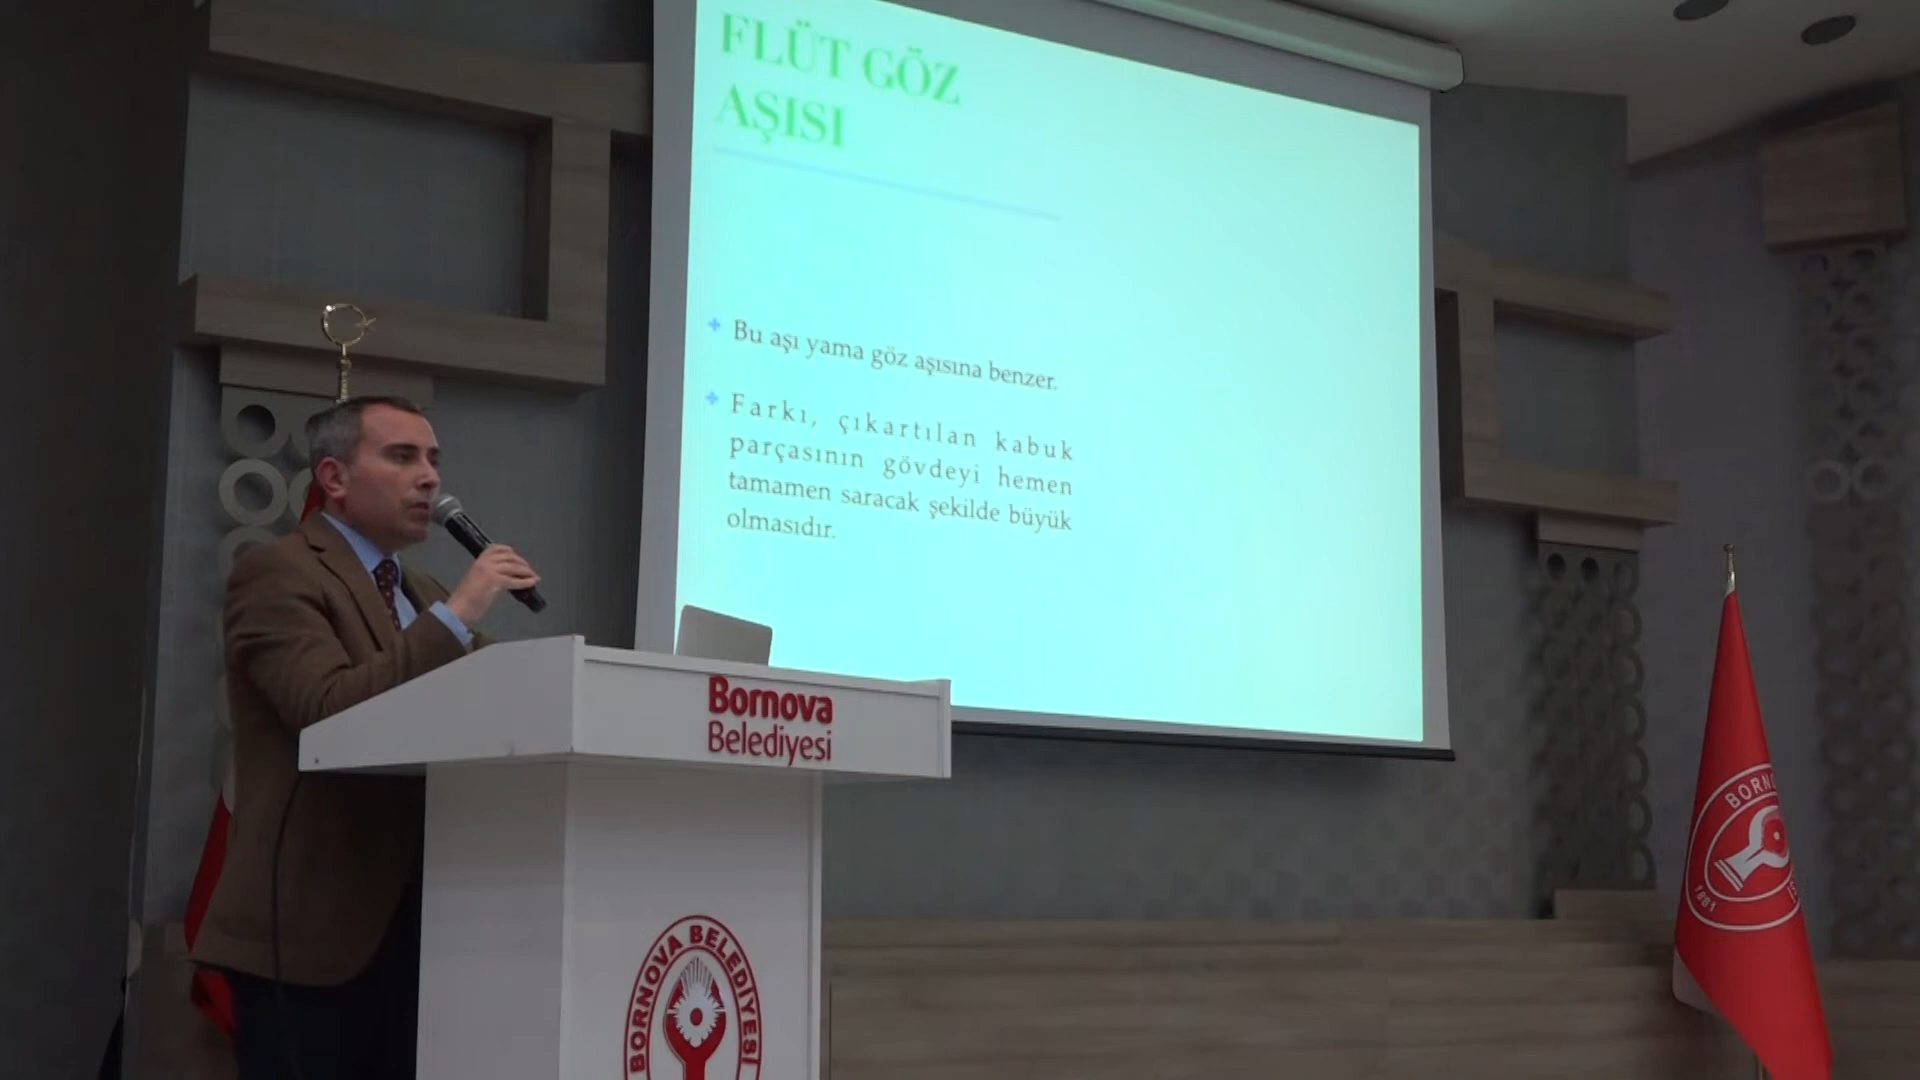 FLÜT GÖZ
AŞISI
Bu aşı yama göz aşısına benzer.
Farkı, çıkartılan kabuk
parçasının gövdeyi hemen
tamamen saracak şekilde büyük
olmasıdır.
Bornova
Belediyesi
BORNOVA BELEDİYESİ
1881